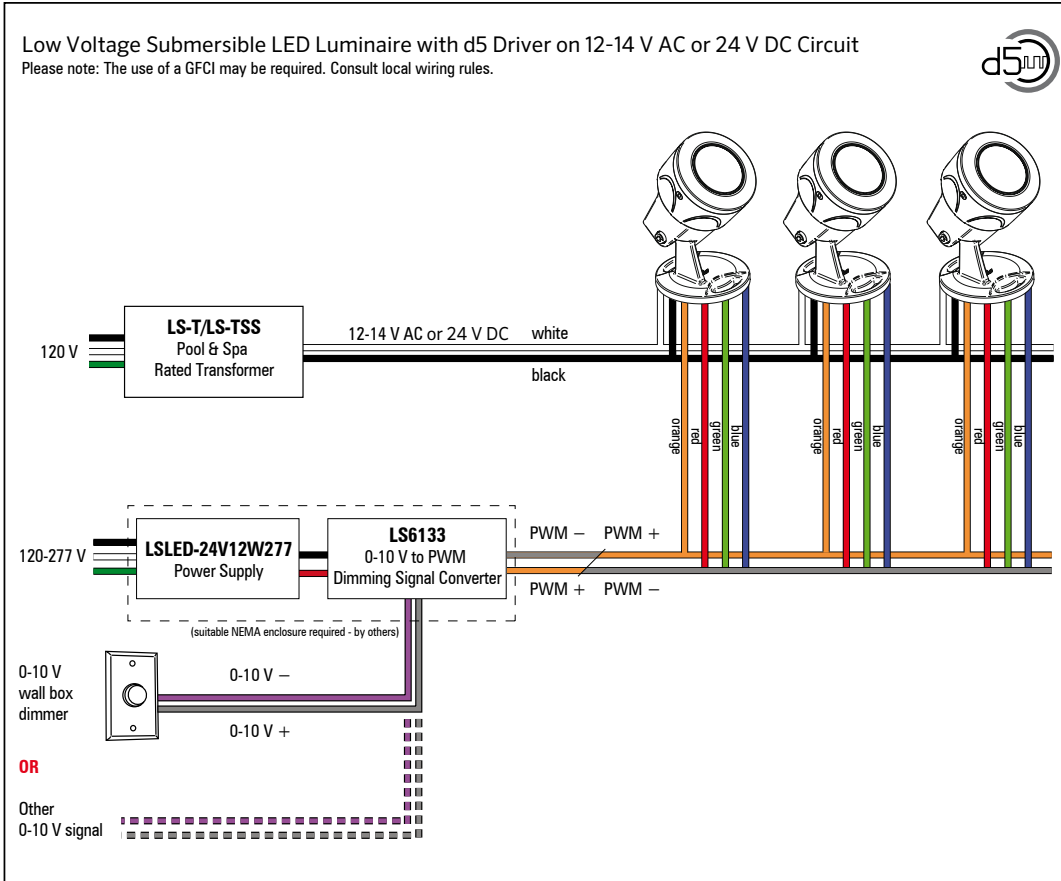 Low Voltage Submersible LED Luminaire with d5 Driver on 12-14 V AC or 24 V DC Circuit
Please note: The use of a GFCI may be required. Consult local wiring rules.
d5
120 V
LS-T/LS-TSS
Pool & Spa
Rated Transformer
12-14 V AC or 24 V DC
white
black
orange
red
green
blue
orange
red
green
blue
orange
red
green
blue
120-277 V
LSLED-24V12W277
Power Supply
LS6133
0-10 V to PWM
Dimming Signal Converter
PWM − PWM +
PWM + PWM −
(suitable NEMA enclosure required - by others)
0-10 V
wall box
dimmer
0-10 V −
0-10 V +
OR
Other
0-10 V signal